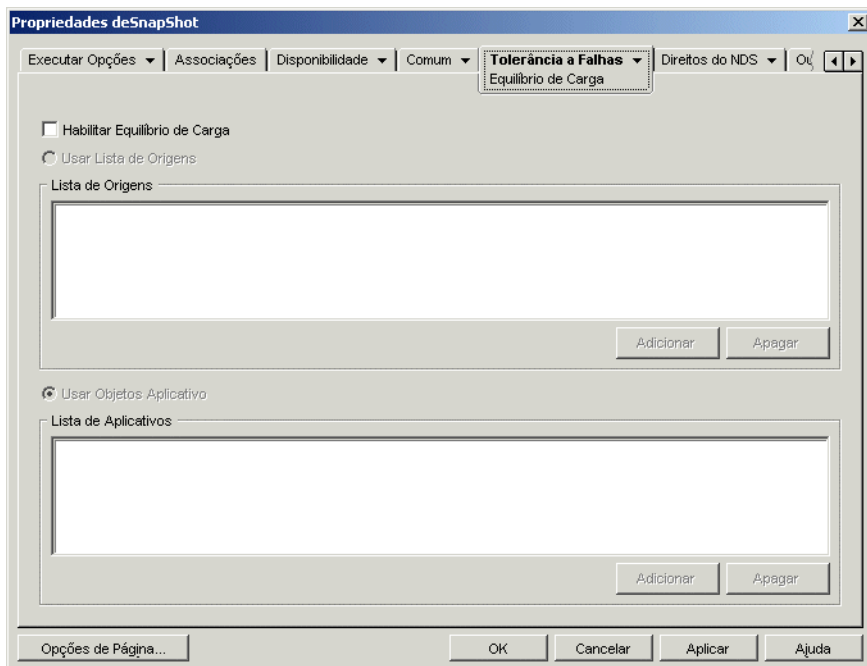 Propriedades deSnapShot
Executar Opções Associações Disponibilidade Comum Tolerância a Falhas Direitos do NDS
Equilíbrio de Carga
Habilitar Equilíbrio de Carga
Usar Lista de Origens
Lista de Origens
Adicionar Apagar
Usar Objetos Aplicativo
Lista de Aplicativos
Adicionar Apagar
Opções de Página... OK Cancelar Aplicar Ajuda